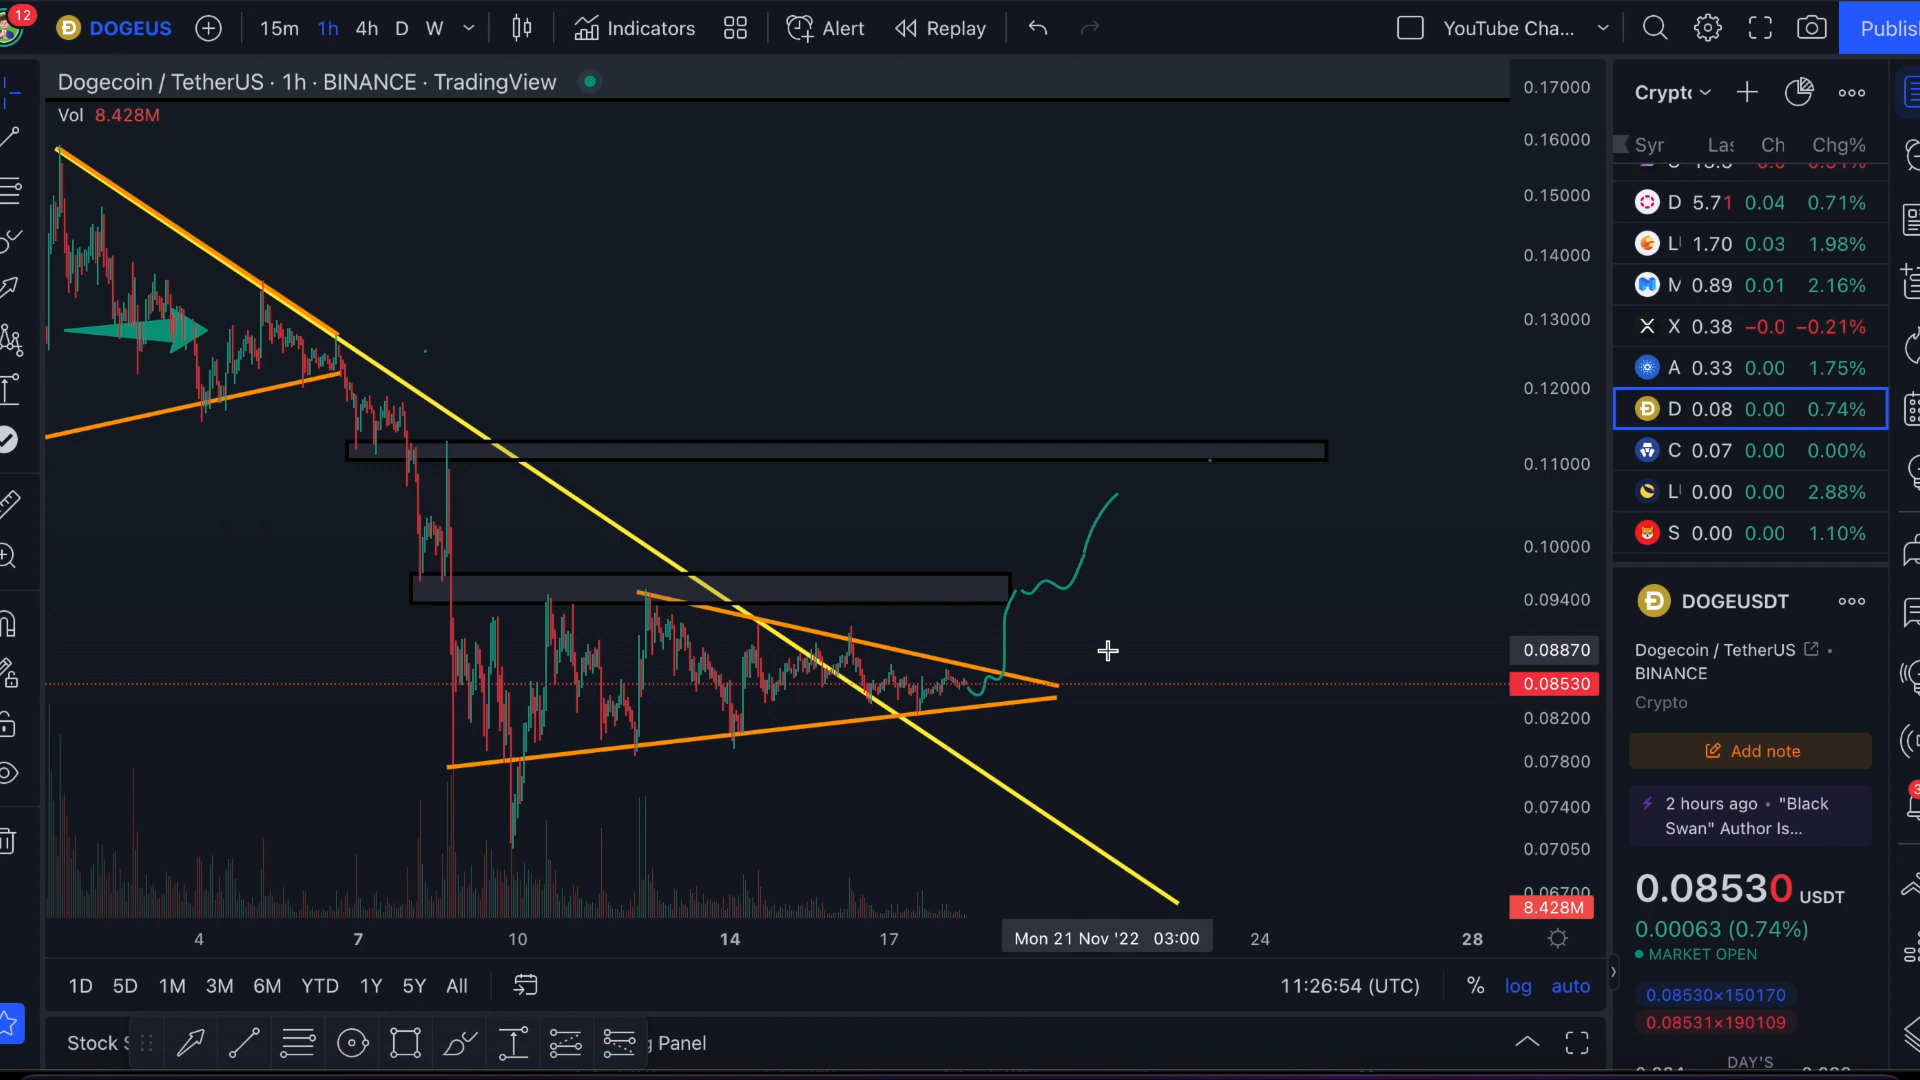 12
DOGEUS
15m 1h 4h D W Indicators Alert Replay YouTube Cha... Publis
Dogecoin / TetherUS · 1h · BINANCE · TradingView
Vol 8.428M
0.17000
0.16000
0.15000
0.14000
0.13000
0.12000
0.11000
0.10000
0.09400
0.08870
0.08530
0.08200
0.07800
0.07400
0.07050
0.06700
8.428M
4 7 10 14 17 Mon 21 Nov '22 03:00 24 28
1D 5D 1M 3M 6M YTD 1Y 5Y All 11:26:54 (UTC) % log auto
Stock Panel
Crypt
Syr Las Ch Chg%
D 5.71 0.04 0.71%
L 1.70 0.03 1.98%
M 0.89 0.01 2.16%
X 0.38 −0.0 −0.21%
A 0.33 0.00 1.75%
D 0.08 0.00 0.74%
C 0.07 0.00 0.00%
L 0.00 0.00 2.88%
S 0.00 0.00 1.10%
DOGEUSDT
Dogecoin / TetherUS •
BINANCE
Crypto
Add note
2 hours ago • "Black
Swan" Author Is...
0.08530 USDT
0.00063 (0.74%)
MARKET OPEN
0.08530×150170
0.08531×190109
DAY'S